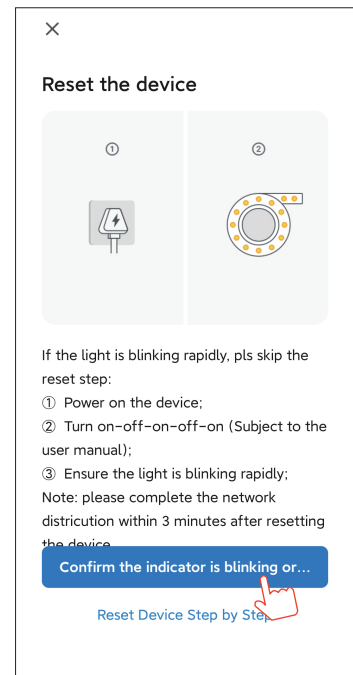 Reset the device
① ②
If the light is blinking rapidly, pls skip the
reset step:
① Power on the device;
② Turn on-off-on-off-on (Subject to the
user manual);
③ Ensure the light is blinking rapidly;
Note: please complete the network
districution within 3 minutes after resetting
the device
Confirm the indicator is blinking or...
Reset Device Step by Step